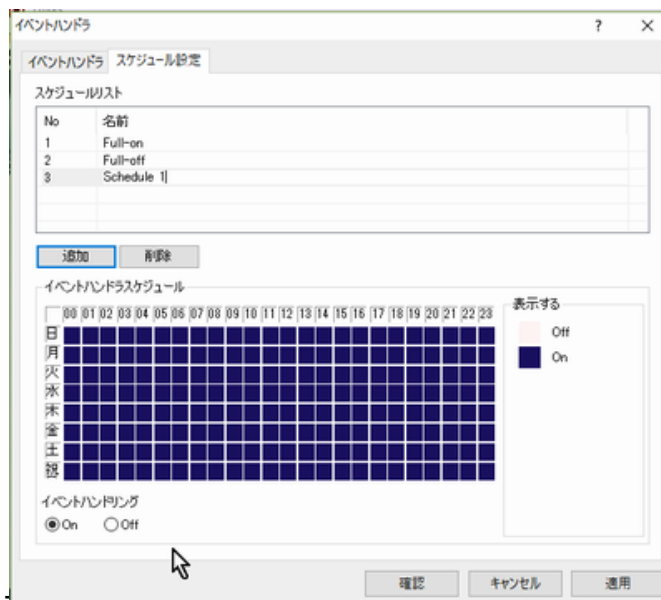 イベントハンドラ ? ×
イベントハンドラ スケジュール設定
スケジュールリスト
No 名前
1 Full-on
2 Full-off
3 Schedule 1
追加 削除
イベントハンドラスケジュール
00 01 02 03 04 05 06 07 08 09 10 11 12 13 14 15 16 17 18 19 20 21 22 23
表示する
Off
On
日
月
火
水
木
金
土
祝
イベントハンドリング
On Off
確認 キャンセル 適用